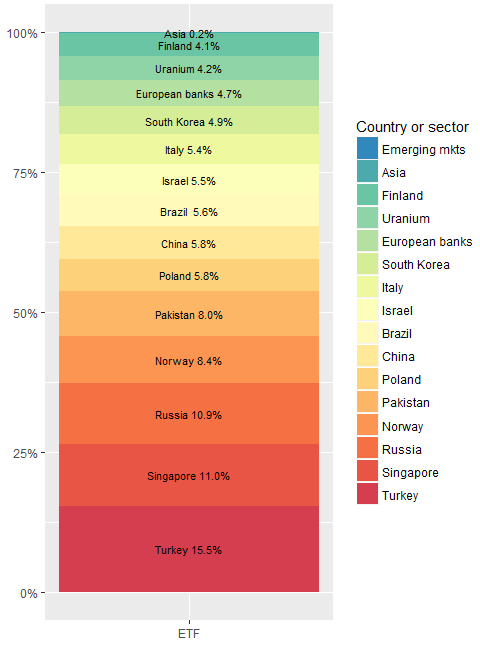 100%
75%
50%
25%
0%
Asia 0.2%
Finland 4.1%
Uranium 4.2%
European banks 4.7%
South Korea 4.9%
Italy 5.4%
Israel 5.5%
Brazil  5.6%
China 5.8%
Poland 5.8%
Pakistan 8.0%
Norway 8.4%
Russia 10.9%
Singapore 11.0%
Turkey 15.5%
ETF
Country or sector
Emerging mkts
Asia
Finland
Uranium
European banks
South Korea
Italy
Israel
Brazil
China
Poland
Pakistan
Norway
Russia
Singapore
Turkey